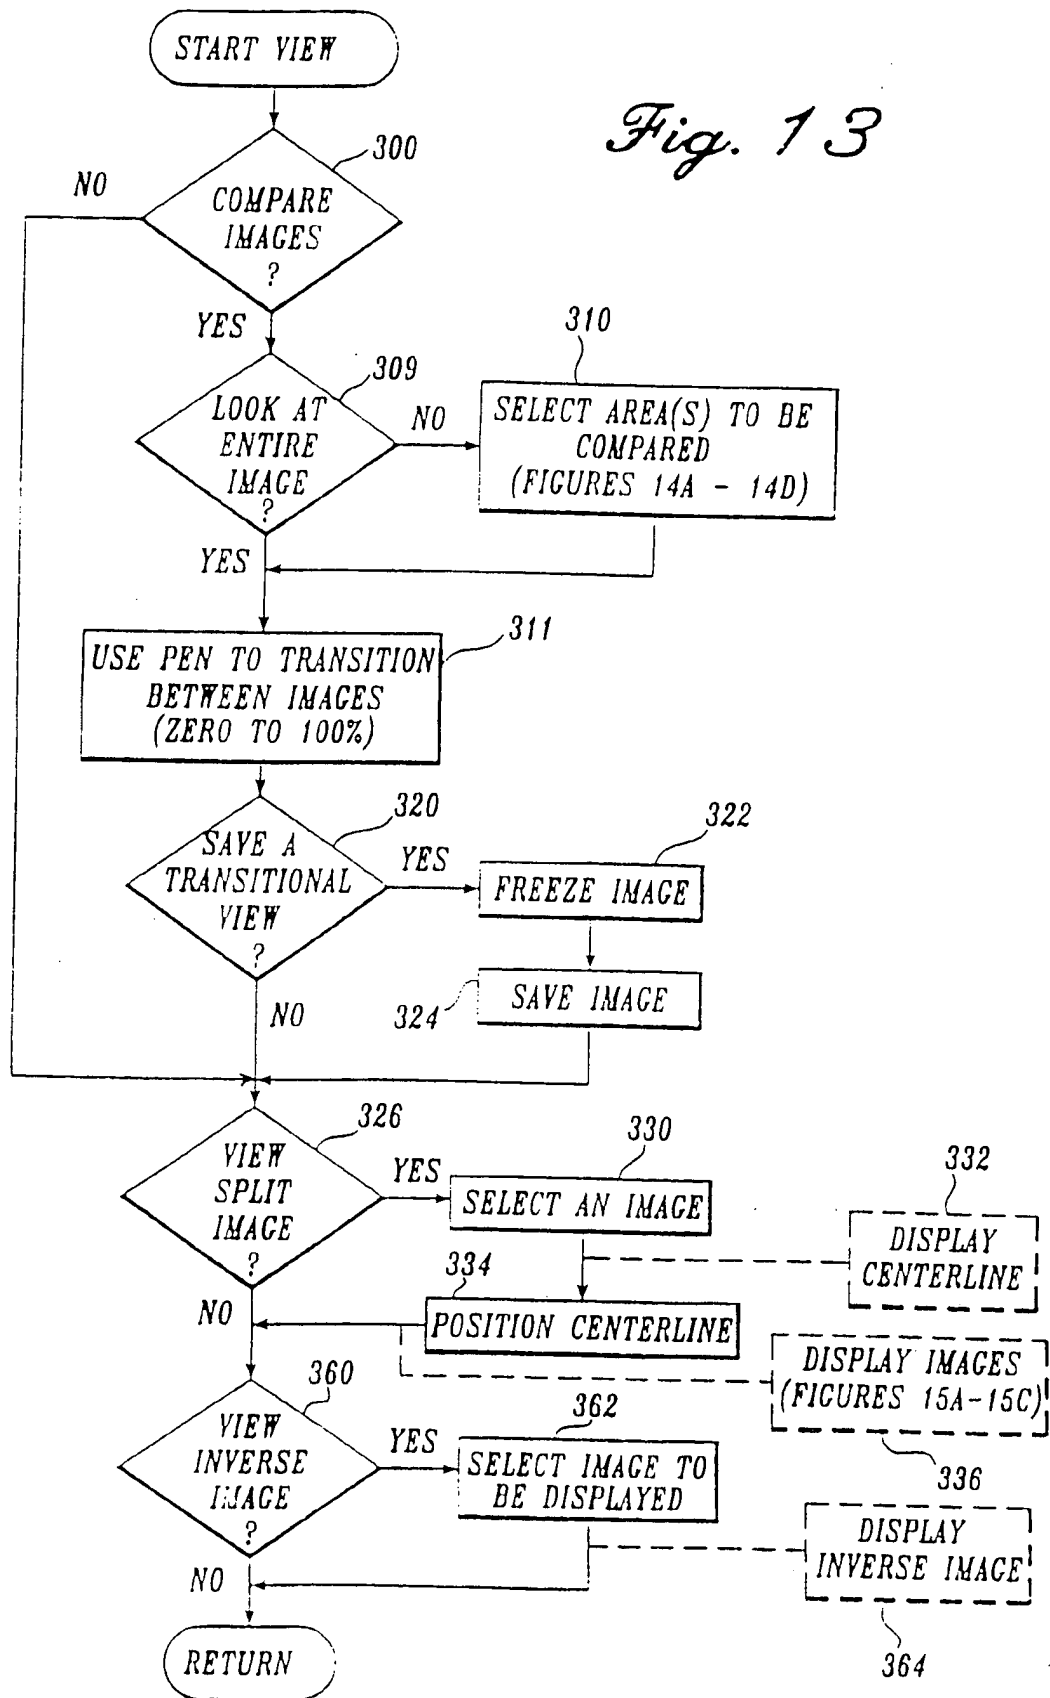 START VIEW
Fig. 13
300
NO
COMPARE
IMAGES
?
YES
309
310
LOOK AT
ENTIRE
IMAGE
?
NO
SELECT AREA(S) TO BE
COMPARED
(FIGURES 14A - 14D)
YES
311
USE PEN TO TRANSITION
BETWEEN IMAGES
(ZERO TO 100%)
320
322
SAVE A
TRANSITIONAL
VIEW
?
YES
FREEZE IMAGE
324
SAVE IMAGE
NO
326
330
332
VIEW
SPLIT
IMAGE
?
YES
SELECT AN IMAGE
DISPLAY
CENTERLINE
334
NO
POSITION CENTERLINE
DISPLAY IMAGES
(FIGURES 15A-15C)
336
360
362
VIEW
INVERSE
IMAGE
?
YES
SELECT IMAGE TO
BE DISPLAYED
DISPLAY
INVERSE IMAGE
364
NO
RETURN